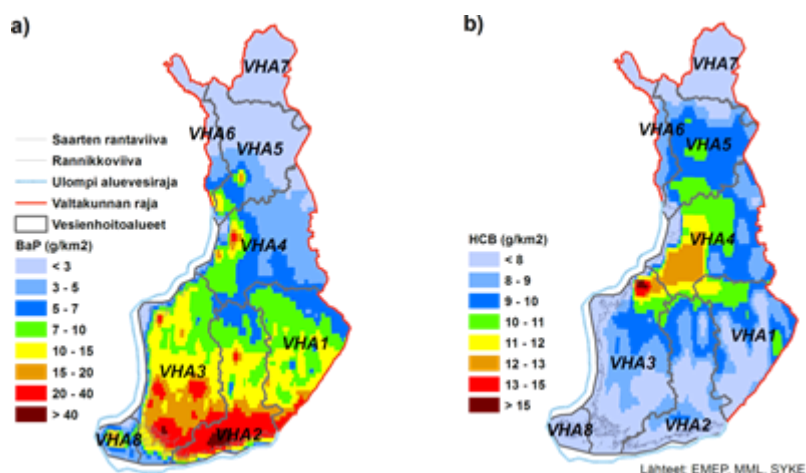 a)
VHA7
VHA6
VHA5
VHA4
VHA3
VHA1
VHA2
VHA8
Saarten rantaviiva
Rannikkoviiva
Ulompi aluevesiraja
Valtakunnan raja
Vesienhoitoalueet
BaP (g/km2)
< 3
3 - 5
5 - 7
7 - 10
10 - 15
15 - 20
20 - 40
> 40
b)
VHA7
VHA6
VHA5
VHA4
VHA3
VHA1
VHA2
VHA8
HCB (g/km2)
< 8
8 - 9
9 - 10
10 - 11
11 - 12
12 - 13
13 - 15
> 15
Lähteet: EMEP, MML, SYKE